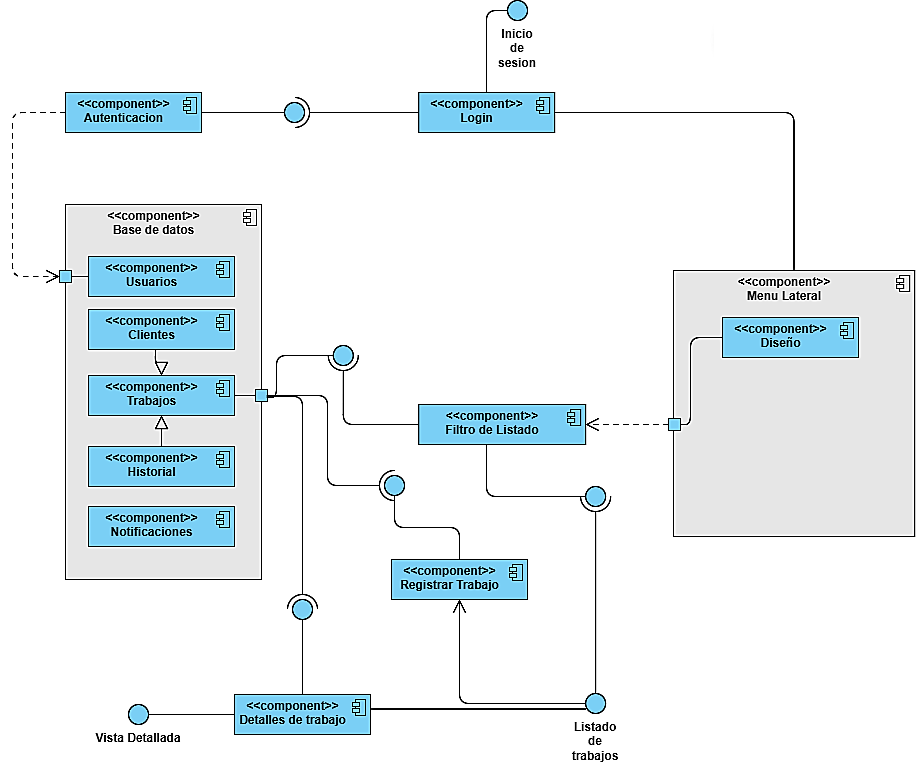 Inicio
de
sesion
<<component>>
Autenticacion
<<component>>
Login
<<component>>
Base de datos
<<component>>
Usuarios
<<component>>
Clientes
<<component>>
Trabajos
<<component>>
Historial
<<component>>
Notificaciones
<<component>>
Menu Lateral
<<component>>
Diseño
<<component>>
Filtro de Listado
<<component>>
Registrar Trabajo
<<component>>
Detalles de trabajo
Vista Detallada
Listado
de
trabajos